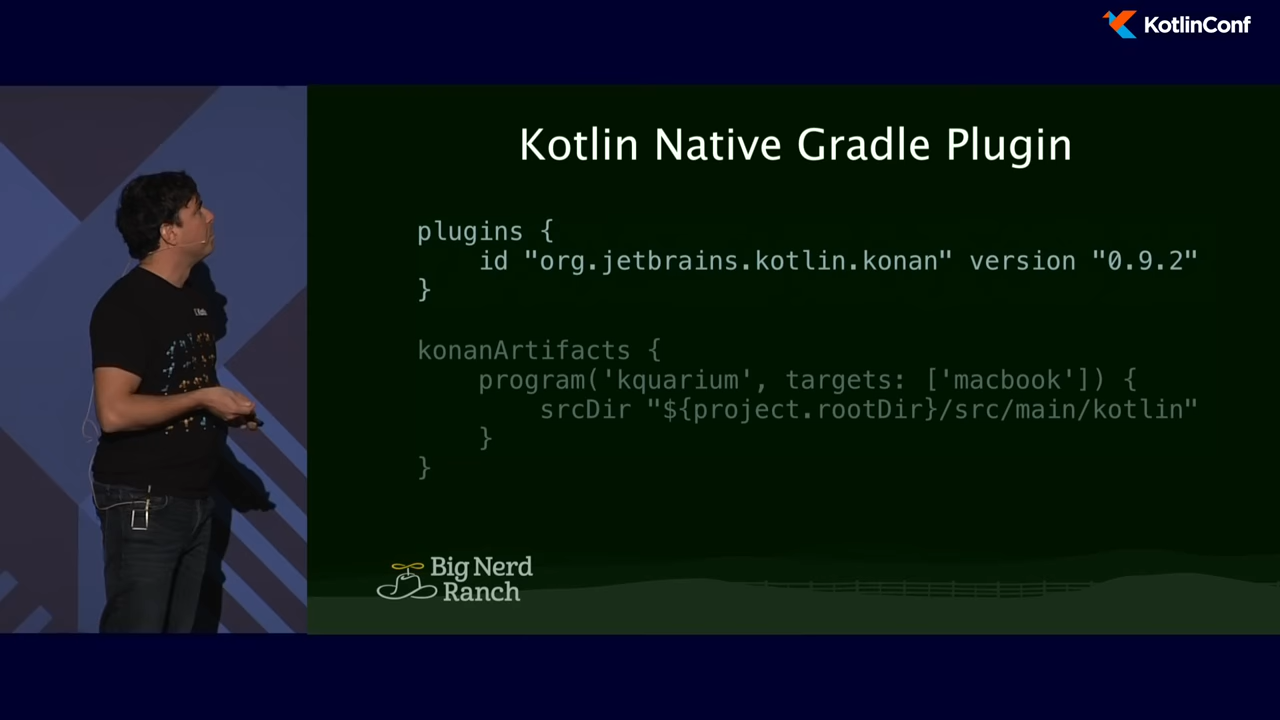 KotlinConf
Kotlin Native Gradle Plugin
plugins {
    id "org.jetbrains.kotlin.konan" version "0.9.2"
}
konanArtifacts {
    program('kquarium', targets: ['macbook']) {
        srcDir "${project.rootDir}/src/main/kotlin"
    }
}
Big Nerd
Ranch